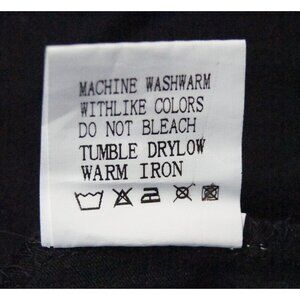 MACHINE WASHWARM
WITHLIKE COLORS
DO NOT BLEACH
TUMBLE DRYLOW
WARM IRON